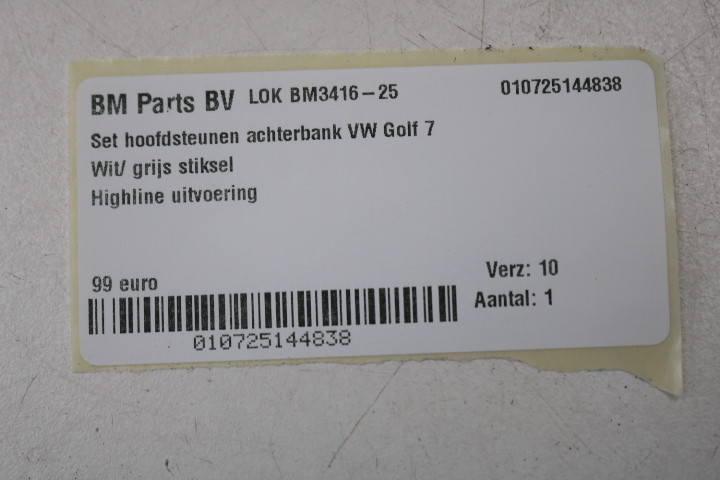 BM Parts BV LOK BM3416-25 010725144838
Set hoofdsteunen achterbank VW Golf 7
Wit/ grijs stiksel
Highline uitvoering
Verz: 10
99 euro
Aantal: 1
010725144838